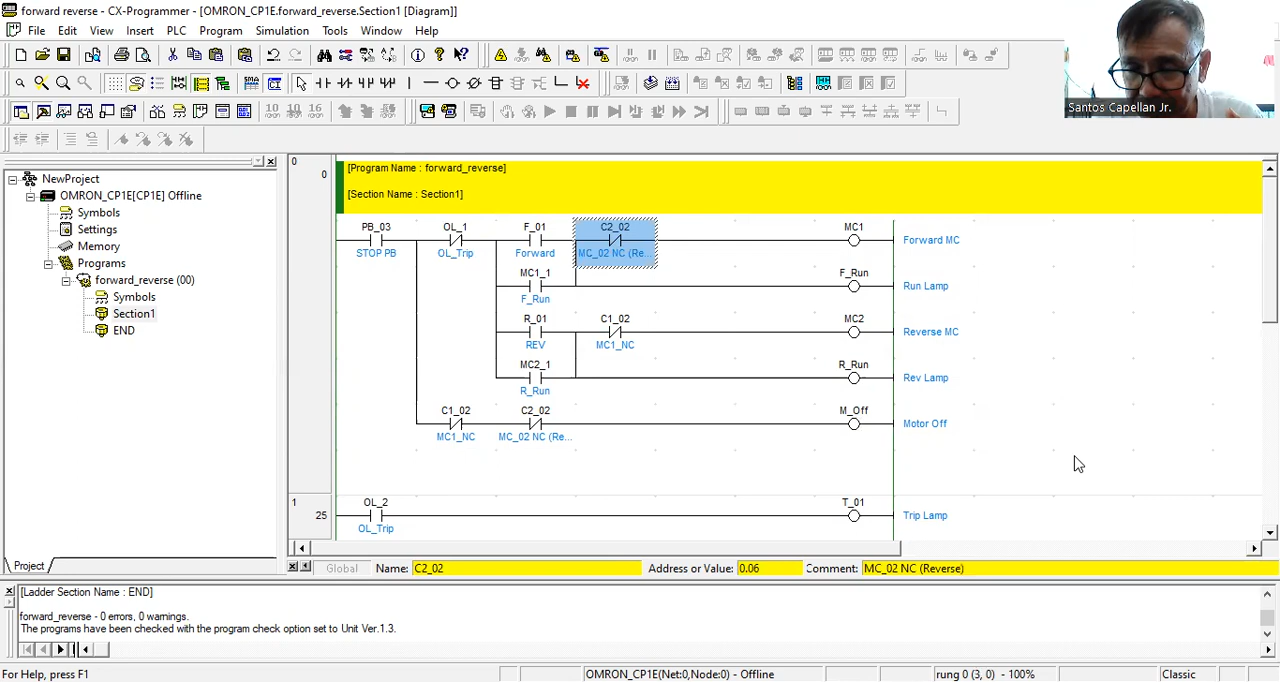 forward reverse - CX-Programmer - [OMRON_CP1E.forward_reverse.Section1 [Diagram]]
File Edit View Insert PLC Program Simulation Tools Window Help
Santos Capellan Jr.
10 10 16
NewProject
OMRON_CP1E[CP1E] Offline
Symbols
Settings
Memory
Programs
forward_reverse (00)
Symbols
Section1
END
Project
0
0
[Program Name : forward_reverse]
[Section Name : Section1]
PB_03 OL_1 F_01 C2_02 MC1
Forward MC
STOP PB OL_Trip Forward MC_02 NC (Re...
MC1_1 F_Run
Run Lamp
F_Run
R_01 C1_02 MC2
Reverse MC
REV MC1_NC
MC2_1 R_Run
Rev Lamp
R_Run
C1_02 C2_02 M_Off
Motor Off
MC1_NC MC_02 NC (Re...
1
25
OL_2 T_01
Trip Lamp
OL_Trip
Global Name: C2_02 Address or Value: 0.06 Comment: MC_02 NC (Reverse)
[Ladder Section Name : END]
forward_reverse - 0 errors, 0 warnings.
The programs have been checked with the program check option set to Unit Ver.1.3.
For Help, press F1 OMRON_CP1E(Net:0,Node:0) - Offline rung 0 (3, 0) - 100% Classic